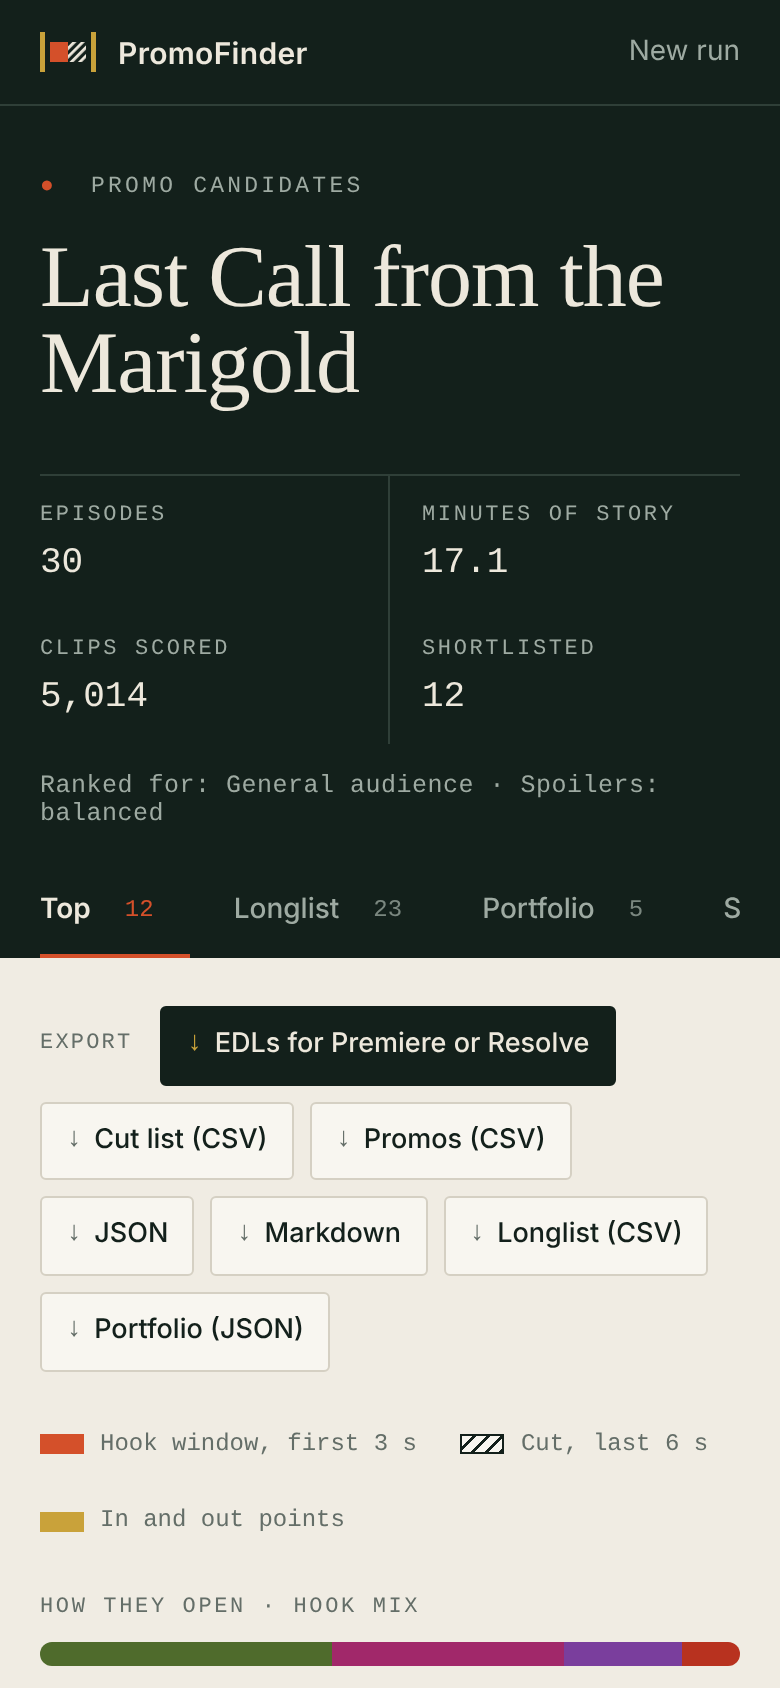 PromoFinder
New run
PROMO CANDIDATES
Last Call from the
Marigold
EPISODES
30
MINUTES OF STORY
17.1
CLIPS SCORED
5,014
SHORTLISTED
12
Ranked for: General audience · Spoilers:
balanced
Top 12 Longlist 23 Portfolio 5 S
EXPORT
↓ EDLs for Premiere or Resolve
↓ Cut list (CSV)
↓ Promos (CSV)
↓ JSON
↓ Markdown
↓ Longlist (CSV)
↓ Portfolio (JSON)
Hook window, first 3 s
Cut, last 6 s
In and out points
HOW THEY OPEN · HOOK MIX